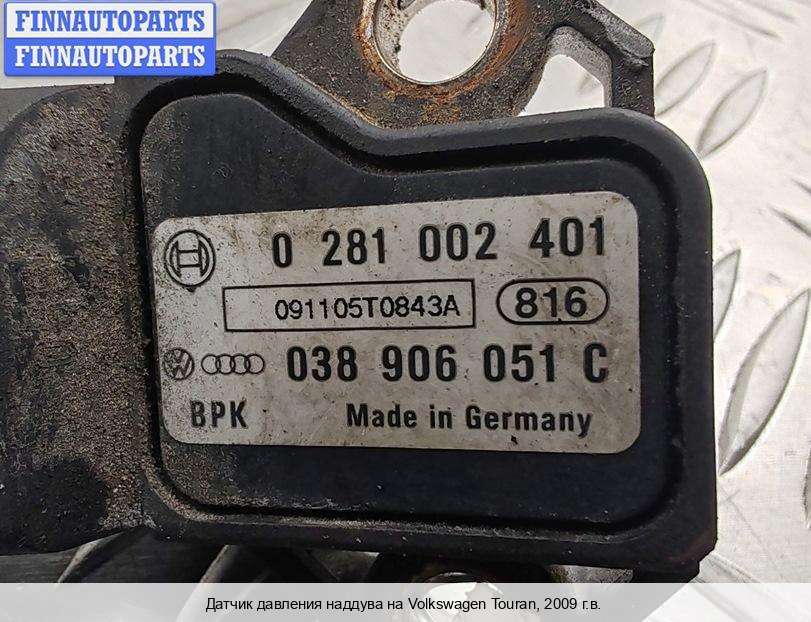 FINNAUTOPARTS
FINNAUTOPARTS
0 281 002 401
091105T0843A 816
038 906 051 C
BPK Made in Germany
Датчик давления наддува на Volkswagen Touran, 2009 г.в.